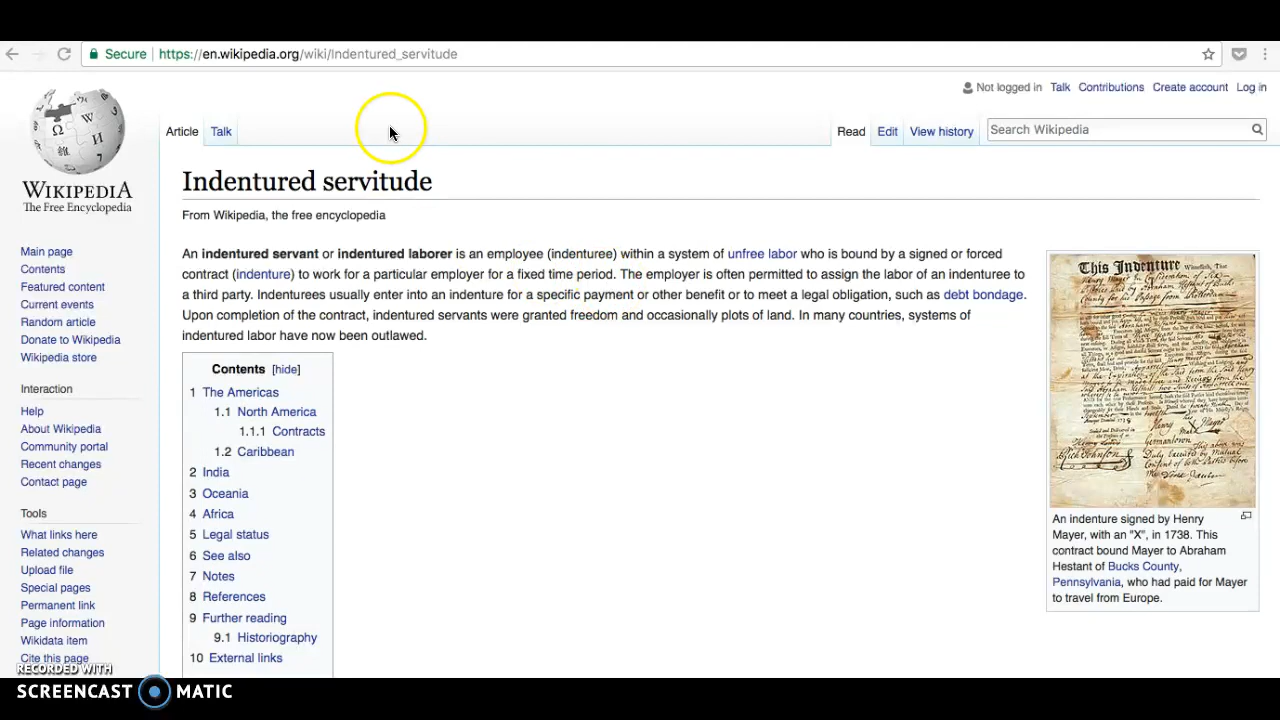 Secure https://en.wikipedia.org/wiki/Indentured_servitude
Not logged in Talk Contributions Create account Log in
Article Talk Read Edit View history Search Wikipedia
WIKIPEDIA
The Free Encyclopedia
Indentured servitude
From Wikipedia, the free encyclopedia
An indentured servant or indentured laborer is an employee (indenturee) within a system of unfree labor who is bound by a signed or forced
contract (indenture) to work for a particular employer for a fixed time period. The employer is often permitted to assign the labor of an indenturee to
a third party. Indenturees usually enter into an indenture for a specific payment or other benefit or to meet a legal obligation, such as debt bondage.
Upon completion of the contract, indentured servants were granted freedom and occasionally plots of land. In many countries, systems of
indentured labor have now been outlawed.
Main page
Contents
Featured content
Current events
Random article
Donate to Wikipedia
Wikipedia store
Interaction
Help
About Wikipedia
Community portal
Recent changes
Contact page
Tools
What links here
Related changes
Upload file
Special pages
Permanent link
Page information
Wikidata item
Cite this page
Contents [hide]
1 The Americas
1.1 North America
1.1.1 Contracts
1.2 Caribbean
2 India
3 Oceania
4 Africa
5 Legal status
6 See also
7 Notes
8 References
9 Further reading
9.1 Historiography
10 External links
This Indenture
An indenture signed by Henry
Mayer, with an "X", in 1738. This
contract bound Mayer to Abraham
Hestant of Bucks County,
Pennsylvania, who had paid for Mayer
to travel from Europe.
RECORDED WITH
SCREENCAST MATIC